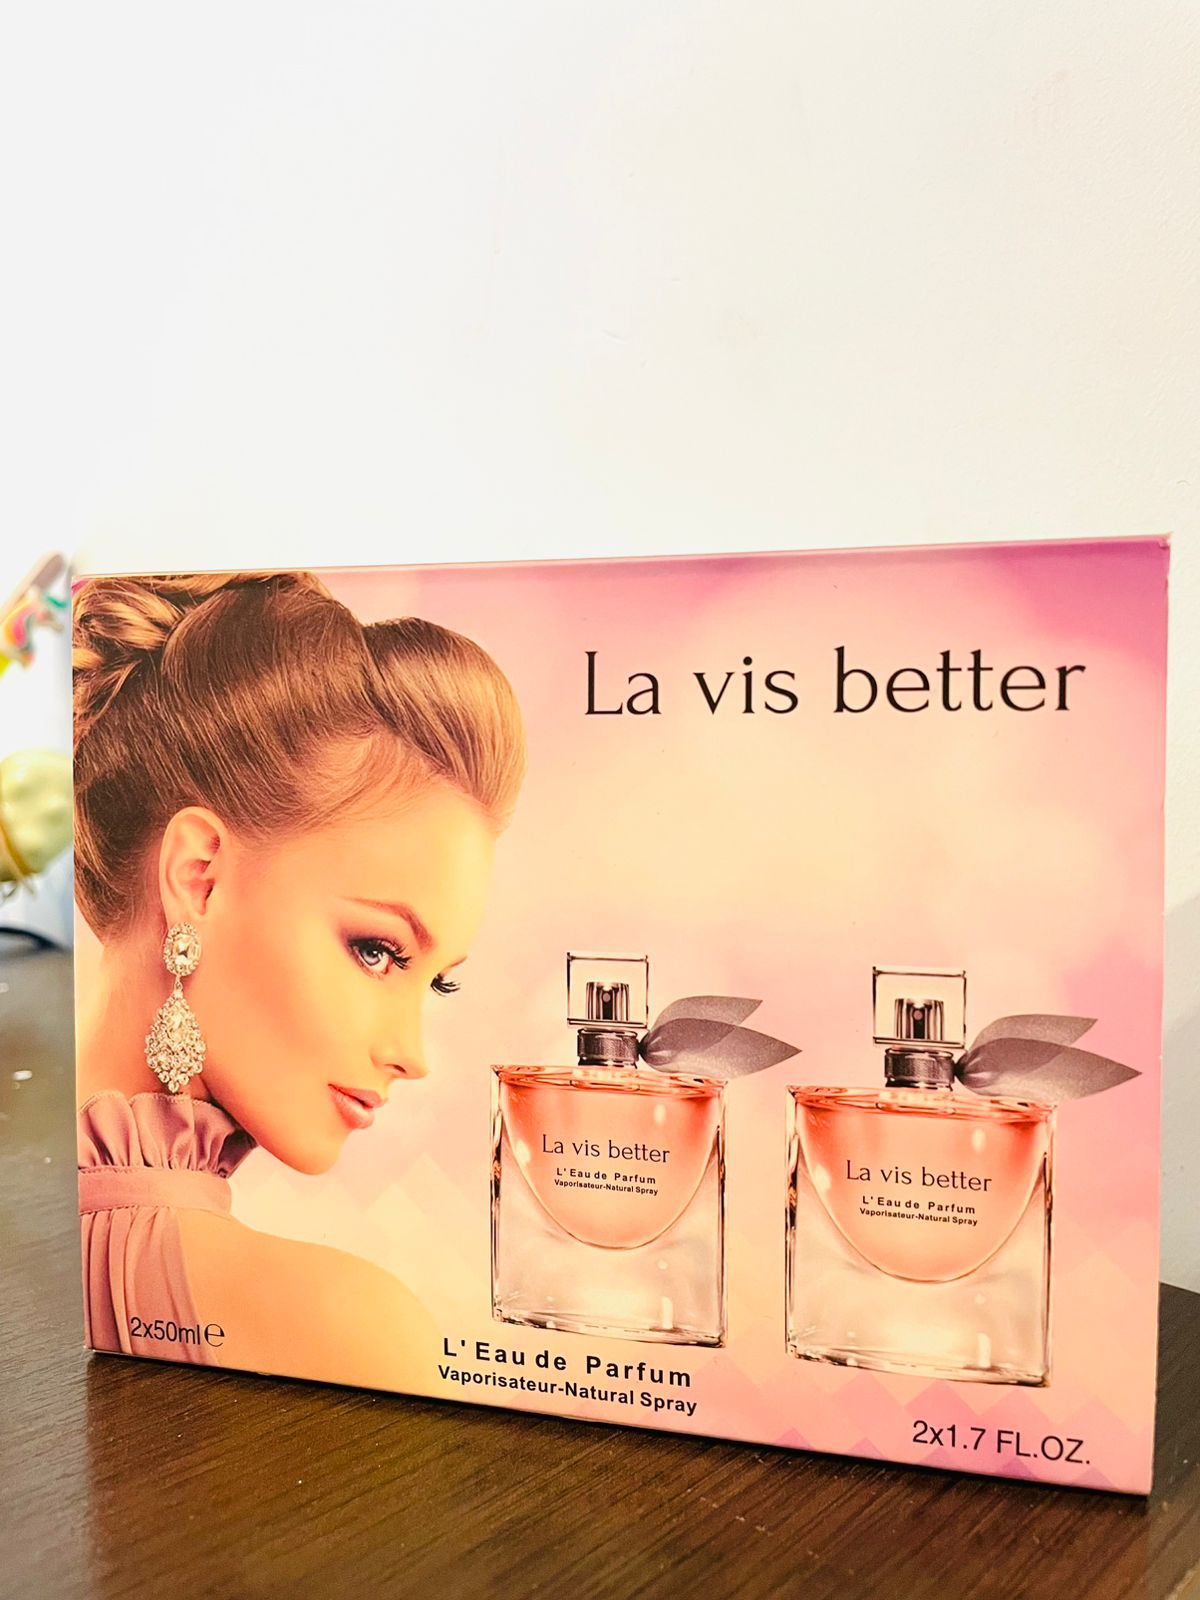 La vis better
La vis better
L'Eau de Parfum
Vaporisateur-Natural Spray
La vis better
L'Eau de Parfum
Vaporisateur-Natural Spray
2x50ml℮
L'Eau de Parfum
Vaporisateur-Natural Spray
2x1.7 FL.OZ.